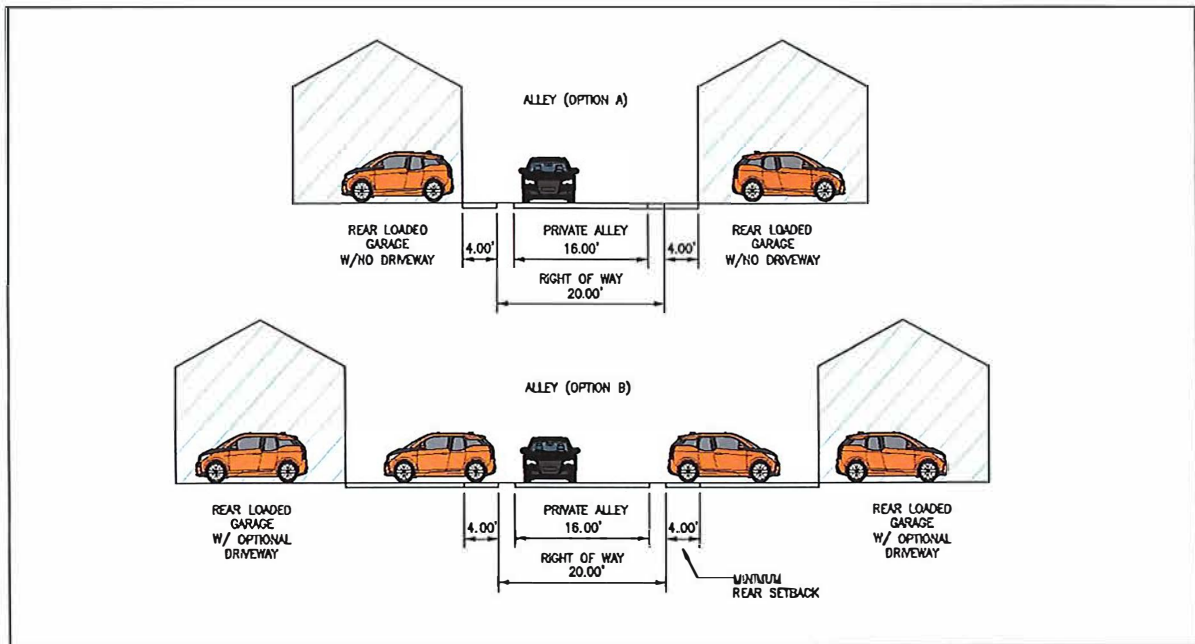 ALLEY (OPTION A)
REAR LOADED
GARAGE
W/NO DRIVEWAY
4.00'
PRIVATE ALLEY
16.00'
4.00'
REAR LOADED
GARAGE
W/NO DRIVEWAY
RIGHT OF WAY
20.00'
ALLEY (OPTION B)
REAR LOADED
GARAGE
W/ OPTIONAL
DRIVEWAY
4.00'
PRIVATE ALLEY
16.00'
4.00'
REAR LOADED
GARAGE
W/ OPTIONAL
DRIVEWAY
RIGHT OF WAY
20.00'
MINIMUM
REAR SETBACK